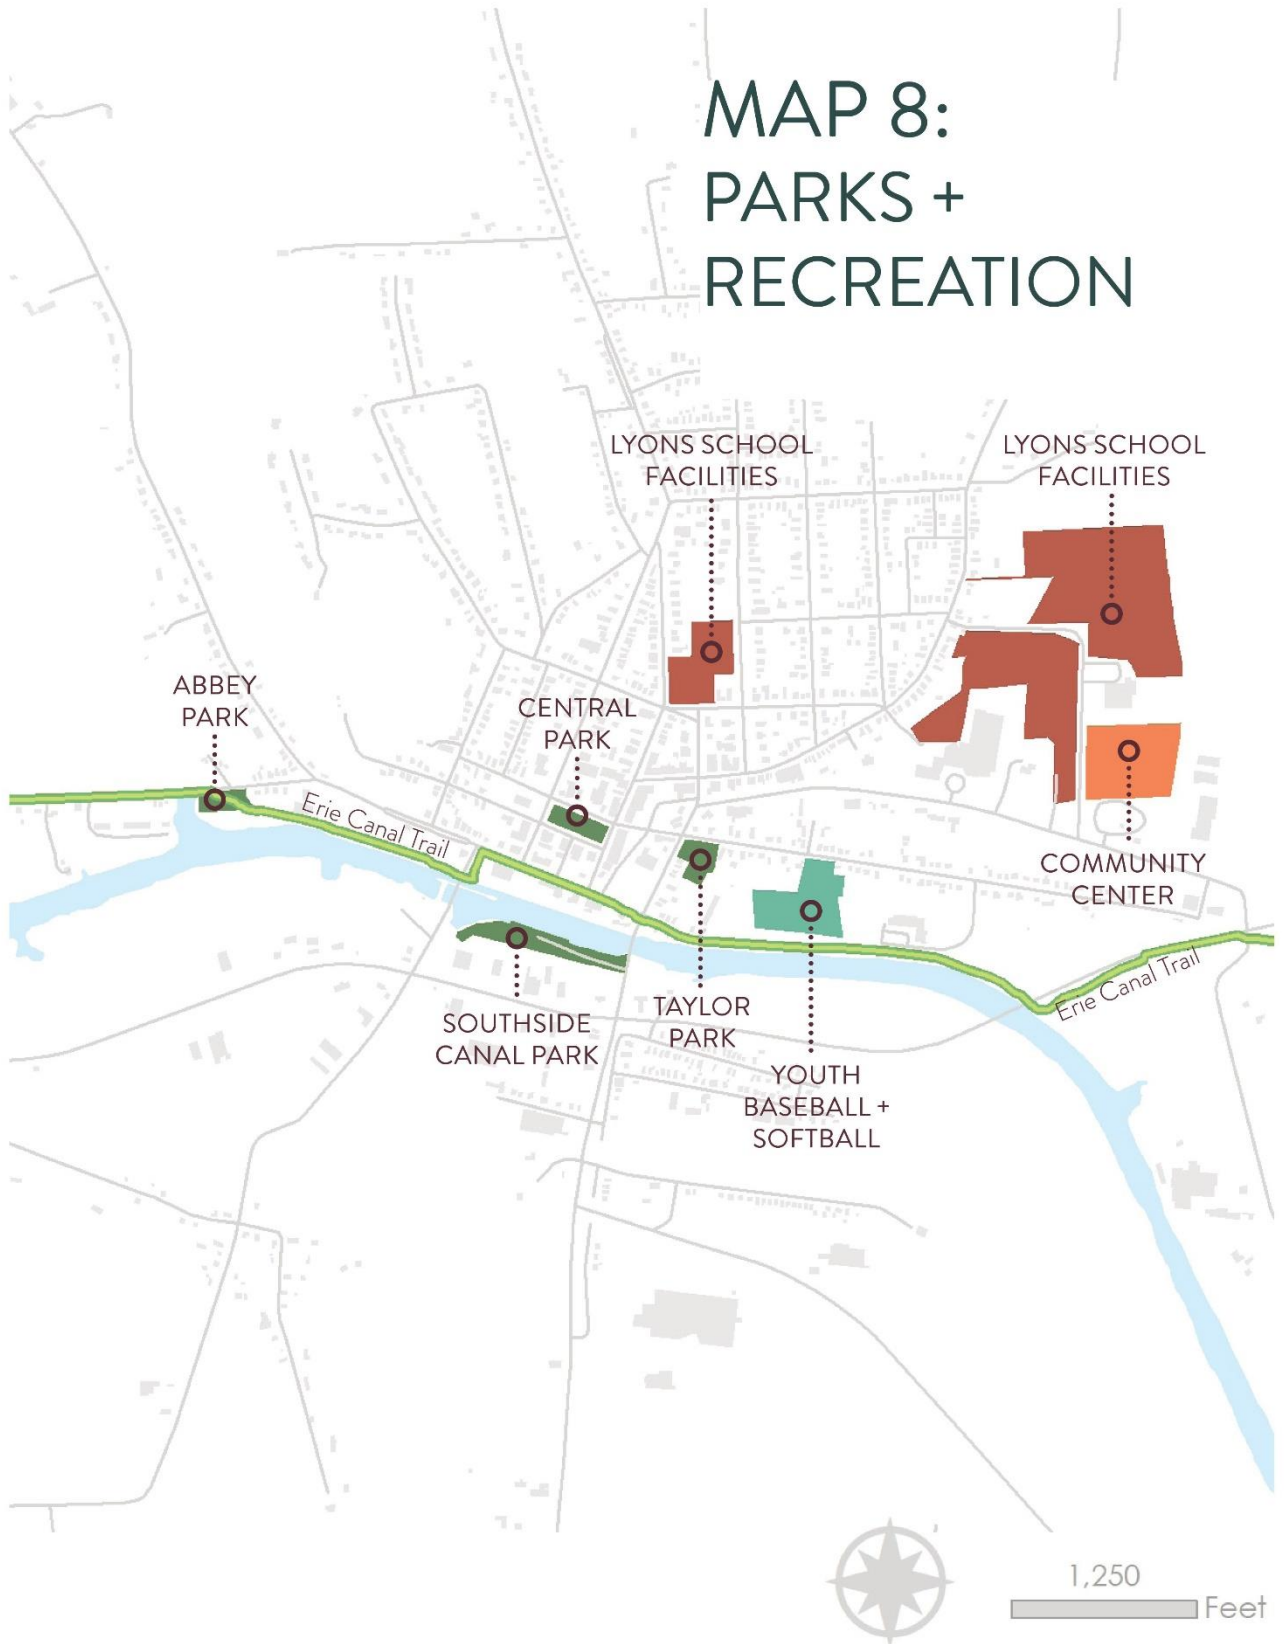 MAP 8:
PARKS +
RECREATION
LYONS SCHOOL
FACILITIES
LYONS SCHOOL
FACILITIES
ABBEY
PARK
CENTRAL
PARK
Erie Canal Trail
COMMUNITY
CENTER
Erie Canal Trail
SOUTHSIDE
CANAL PARK
TAYLOR
PARK
YOUTH
BASEBALL +
SOFTBALL
1,250
Feet